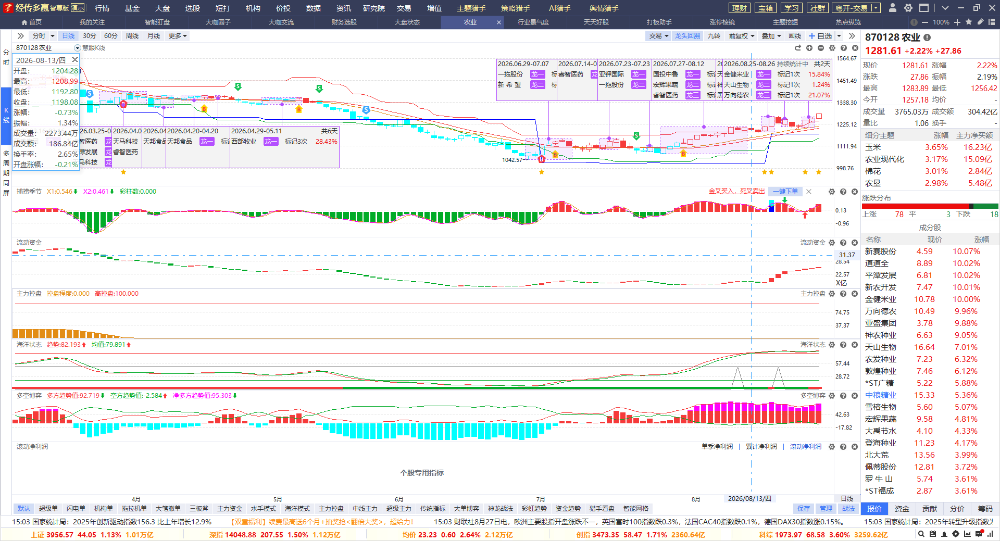 经传多赢 智尊版 演示 行情 基金 大盘 选股 短打 机构 价投 数据 资讯 研究院 交易 增值 主题猎手 策略猎手 AI猎手 舆情猎手 理财 宝箱 学习 社群 粤开-交易
首页 我的关注 智能盯盘 大咖圈子 大咖交流 财务选股 大盘状态 农业 行业景气度 天天好股 打板助手 涨停棱镜 主题挖掘 热点纵览 100%
分时 日线 30分 60分 周线 月线 更多 交易 龙头回溯 九转 前复权 叠加 画线 自选
分时
K线
多周期同屏
870128 农业 慧眼K线
2026-08-13/四
开盘: 1204.28
最高: 1208.99
最低: 1192.80
收盘: 1198.08
涨幅: -0.73%
振幅: 1.34%
成交量: 2273.44万
成交额: 186.84亿
换手率: 2.65%
开盘涨幅: -0.21%
2026.06.29-07.07 2026.07.14-0 2026.07.23-07.23 2026.07.27-08.12 2026.08.25-08.26 持续统计中 共2天
一拖股份 龙一 标 睿智医药 亚钾国际 龙一 国投中鲁 龙一 标 金健米业 龙一 标记1次 15.84%
新 希 望 龙二 标 一拖股份 龙二 宏辉果蔬 龙二 标 天山生物 龙二 标记1次 1.24%
睿智医药 龙三 标 万向德农 龙三 标记1次 21.07%
26.03.25-0 2026.04.0 2026.04 2026.04.20-04.20 2026.04.29-05.11 共6天
智医药 龙 天马科技 天邦食品 天邦食品 龙一 标 西部牧业 龙一 标记3次 28.43%
潭发展 龙 睿智医药
马科技 龙
1042.57
1564.67
1451.49
1338.30
1225.12
1111.94
998.76
捕捞季节 X1:0.546 X2:0.461 彩柱数:0.000 金叉买入，死叉卖出 一键下单
0.13
-0.96
流动资金 流动资金
31.37
28.54
22.57
X亿
主力控盘 控盘程度:0.000 高控盘:100.000 主力控盘
74.75
37.37
海洋状态 趋势:82.193 均值:79.891 海洋状态
57.44
28.72
多空博弈 多方趋势值:92.719 空方趋势值:-2.584 净多方趋势值:95.303 多空博弈
42.63
-17.82
滚动净利润 单季净利润 累计净利润 滚动净利润
个股专用指标
4月 5月 6月 7月 8月 2026/08/13/四 日线
默认 超级单 闪电单 机构单 拖拉机单 大笔撤单 三板斧 主力资金 水手模式 海洋模式 主力控盘 中线主力 超级主力 传统指标 大单博弈 神龙战法 彩虹趋势 资金趋势 猎手看盘 智能网格 保存 管理 战法
870128 农业
1281.61 +2.22% +27.86
现价 1281.61 涨幅 2.22%
涨跌 27.86 振幅 2.19%
最高 1283.89 最低 1256.42
今开 1257.18 均价 -
成交量 3765.03万 成交额 304.42亿
量比 1.06 换手 -
细分主题 涨幅 主力净买额
玉米 3.65% 16.23亿
农业现代化 3.17% 15.09亿
棉花 3.01% 2.84亿
农垦 2.98% 5.48亿
涨跌分布
上涨 78 平 3 下跌 18
成分股
名称 现价 涨幅
新赛股份 4.59 10.07%
道道全 8.89 10.02%
平潭发展 6.81 10.02%
新农开发 7.47 10.01%
金健米业 10.78 10.00%
万向德农 10.49 9.96%
亚盛集团 3.78 9.88%
神农种业 6.63 9.05%
天山生物 16.64 7.01%
农发种业 7.23 6.32%
敦煌种业 7.46 6.12%
*ST广糖 5.22 5.88%
中粮糖业 15.33 5.36%
雪榕生物 5.60 5.07%
宏辉果蔬 9.58 4.81%
大禹节水 4.10 4.33%
登海种业 11.23 4.17%
北大荒 13.56 3.99%
佩蒂股份 12.81 3.72%
罗 牛 山 5.74 3.61%
*ST福成 2.87 3.61%
报价 资金 贡献 分价 筹码
15:03 国家统计局：2025年创新驱动指数156.3 比上年增长12.9% 【双重福利】续费最高送6个月+抽奖抢<翻倍大奖>，超给力！ 15:03 财联社8月27日电，欧洲主要股指开盘涨跌不一，英国富时100指数跌0.3%，法国CAC40指数跌0.1%，德国DAX30指数涨0.15%。 15:03 国家统计局：2025年转型升级指数
上证 3956.57 44.05 1.13% 1.01万亿 深指 14048.88 207.55 1.50% 1.12万亿 均价 23.23 0.60 2.64% 2.12万亿 创指 3473.35 58.47 1.71% 2360.64亿 科综 1973.97 68.58 3.60% 3259.62亿